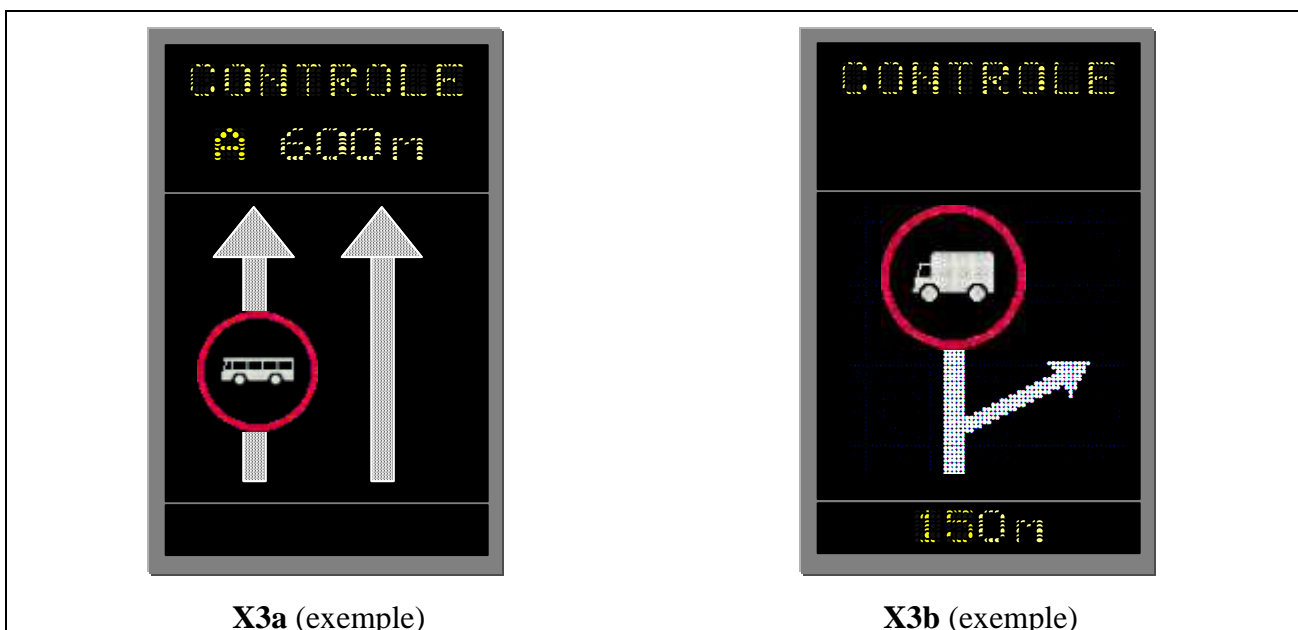 CONTROLE
A 600m
X3a (exemple)
CONTROLE
150m
X3b (exemple)